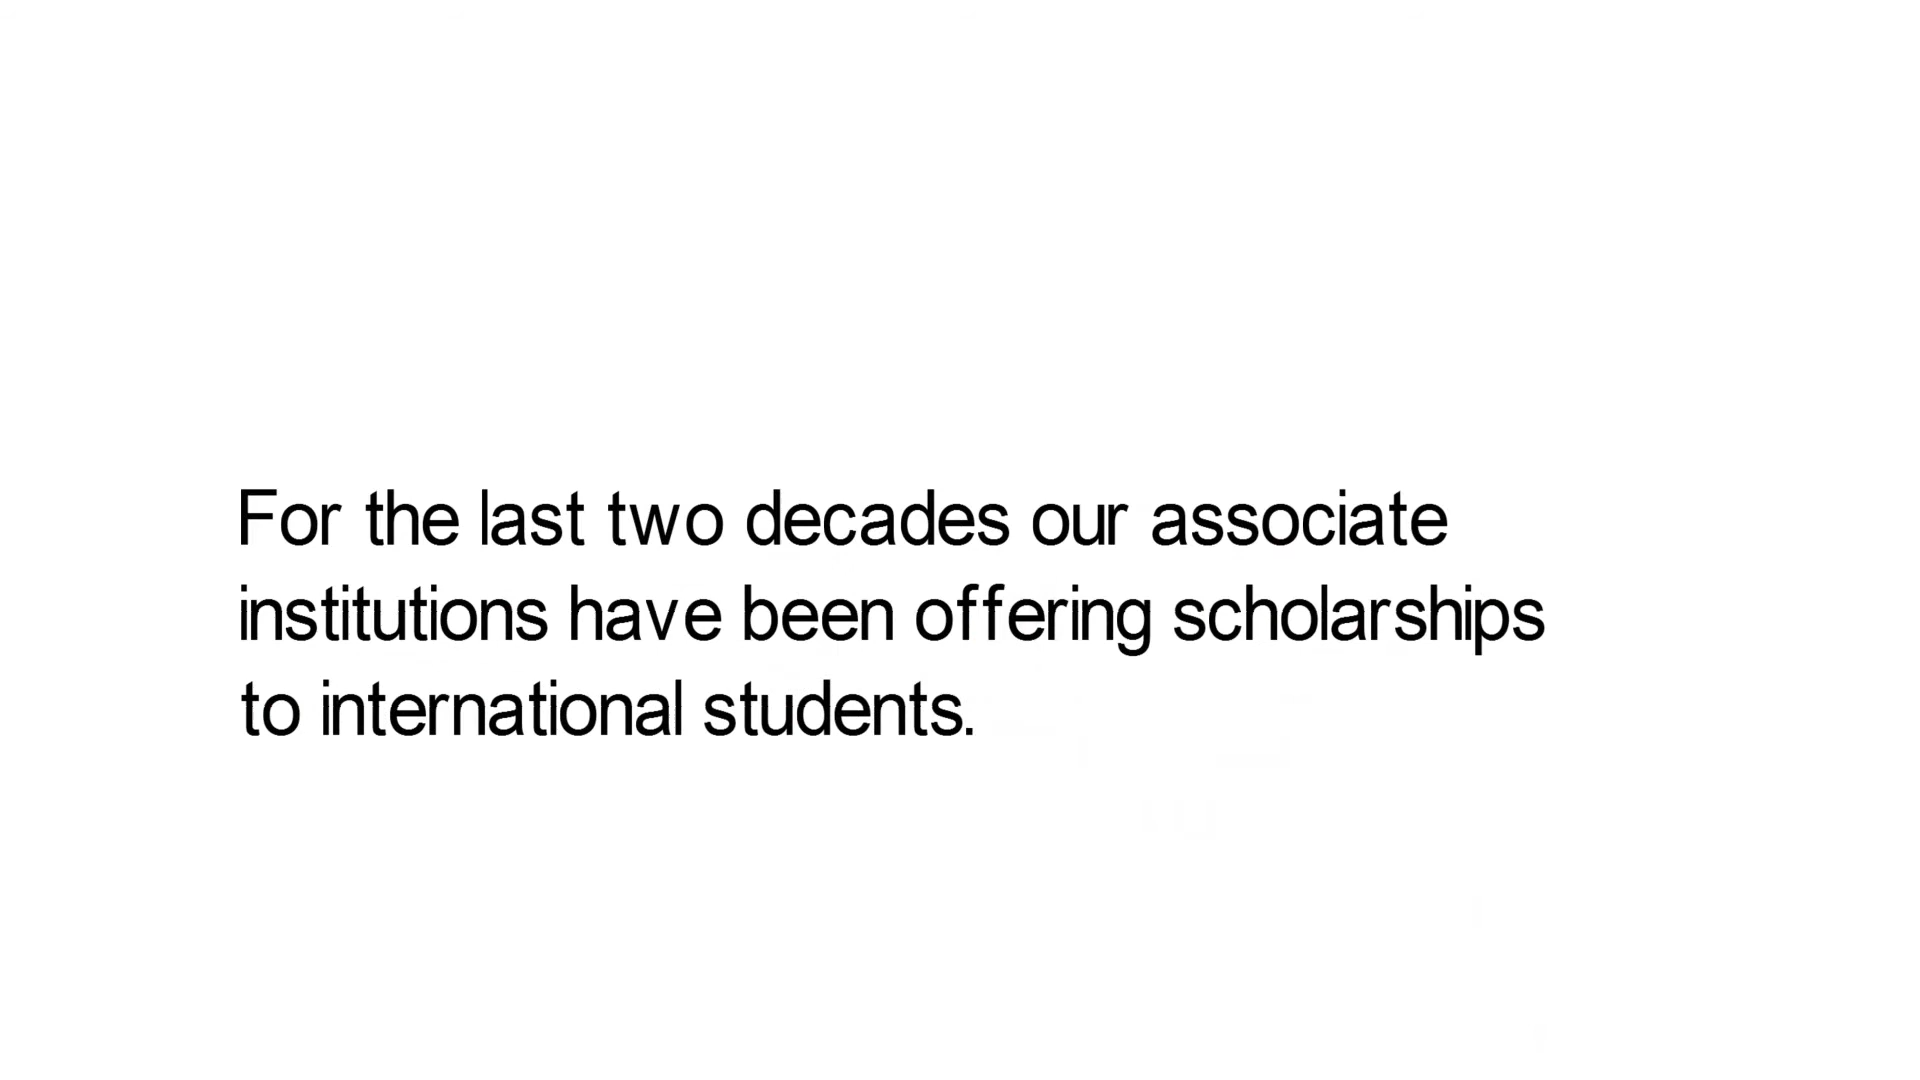 For the last two decades our associate
institutions have been offering scholarships
to international students.